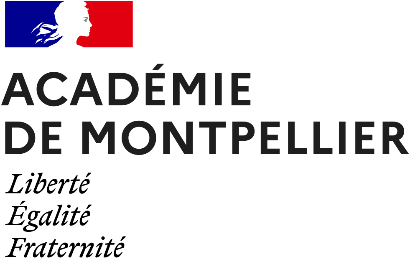 ACADÉMIE
DE MONTPELLIER
Liberté
Égalité
Fraternité